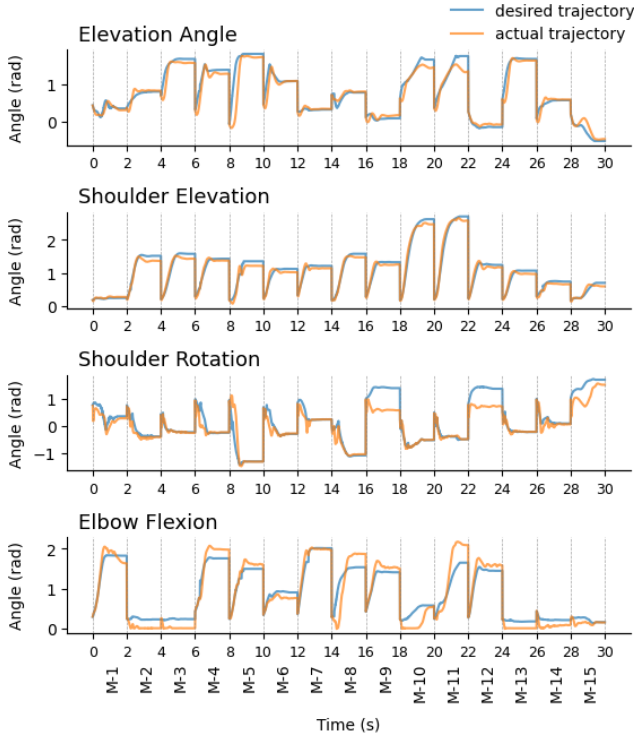 desired trajectory
actual trajectory
Elevation Angle
Angle (rad)
1
0
0 2 4 6 8 10 12 14 16 18 20 22 24 26 28 30
Shoulder Elevation
Angle (rad)
2
1
0
0 2 4 6 8 10 12 14 16 18 20 22 24 26 28 30
Shoulder Rotation
Angle (rad)
1
0
−1
0 2 4 6 8 10 12 14 16 18 20 22 24 26 28 30
Elbow Flexion
Angle (rad)
2
1
0
0 2 4 6 8 10 12 14 16 18 20 22 24 26 28 30
M-1 M-2 M-3 M-4 M-5 M-6 M-7 M-8 M-9 M-10 M-11 M-12 M-13 M-14 M-15
Time (s)